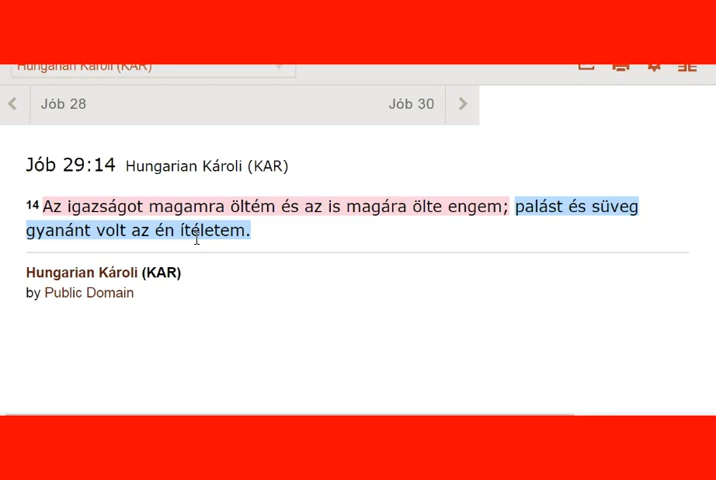 Hungarian Károli (KAR)
Jób 28
Jób 30
Jób 29:14 Hungarian Károli (KAR)
14 Az igazságot magamra öltém és az is magára ölte engem; palást és süveg
gyanánt volt az én ítéletem.
Hungarian Károli (KAR)
by Public Domain